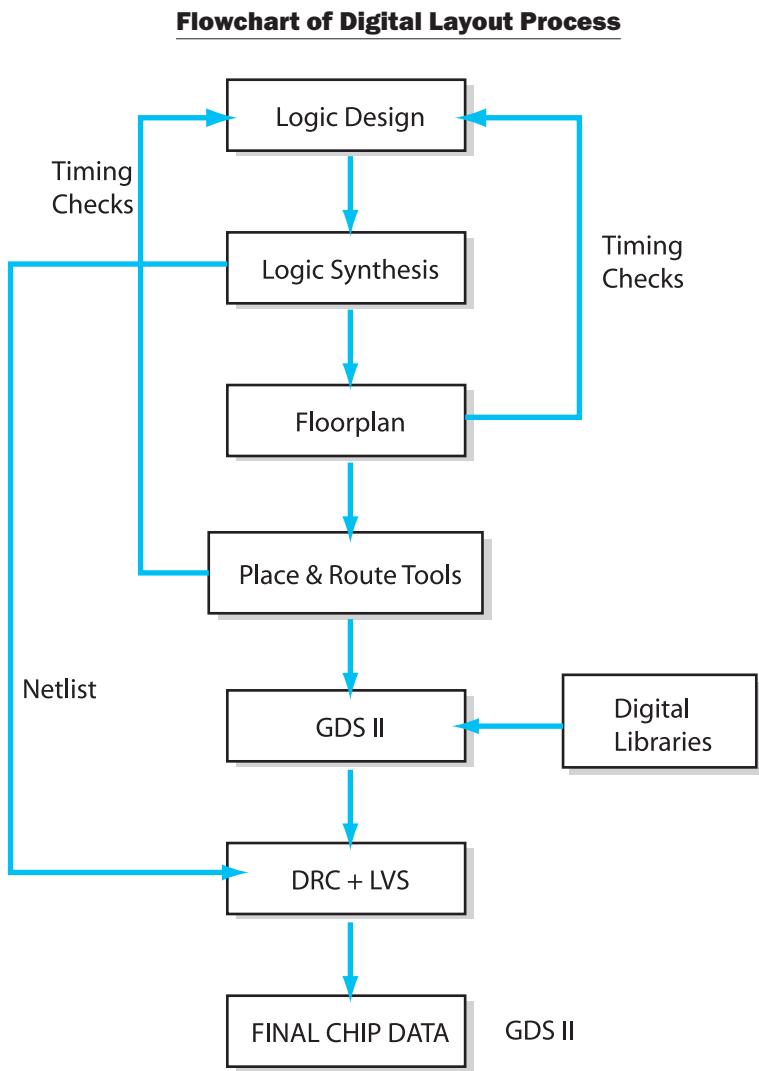 Flowchart of Digital Layout Process
Logic Design
Timing
Checks
Timing
Checks
Logic Synthesis
Floorplan
Place & Route Tools
Netlist
GDS II
Digital
Libraries
DRC + LVS
FINAL CHIP DATA
GDS II